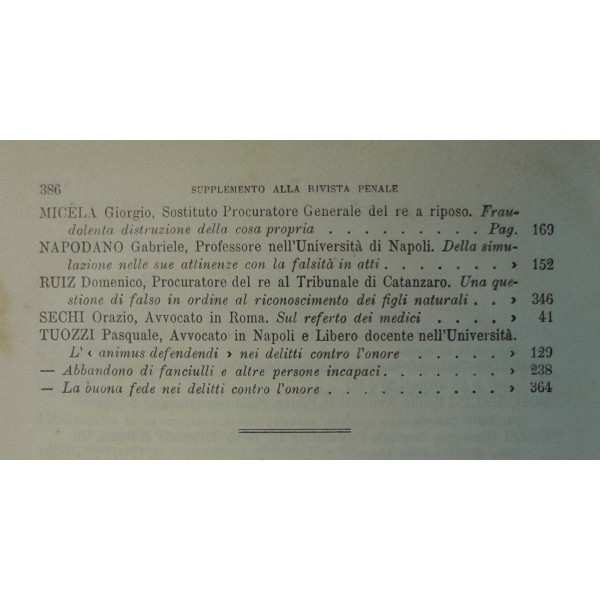 386 SUPPLEMENTO ALLA RIVISTA PENALE
MICELA Giorgio, Sostituto Procuratore Generale del re a riposo. Frau-
dolenta distruzione della cosa propria . . . . . . . . . Pag. 169
NAPODANO Gabriele, Professore nell'Università di Napoli. Della simu-
lazione nelle sue attinenze con la falsità in atti . . . . . . › 152
RUIZ Domenico, Procuratore del re al Tribunale di Catanzaro. Una que-
stione di falso in ordine al riconoscimento dei figli naturali . . › 346
SECHI Orazio, Avvocato in Roma. Sul referto dei medici . . . . › 41
TUOZZI Pasquale, Avvocato in Napoli e Libero docente nell'Università.
L' ‹ animus defendendi › nei delitti contro l'onore . . . . . › 129
— Abbandono di fanciulli e altre persone incapaci . . . . . . › 238
— La buona fede nei delitti contro l'onore . . . . . . . . . . › 364